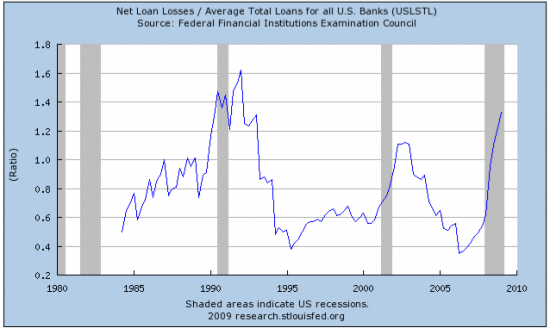 Net Loan Losses / Average Total Loans for all U.S. Banks (USLSTL)
Source: Federal Financial Institutions Examination Council
1.8
1.6
1.4
1.2
1.0
0.8
0.6
0.4
0.2
(Ratio)
1980 1985 1990 1995 2000 2005 2010
Shaded areas indicate US recessions.
2009 research.stlouisfed.org